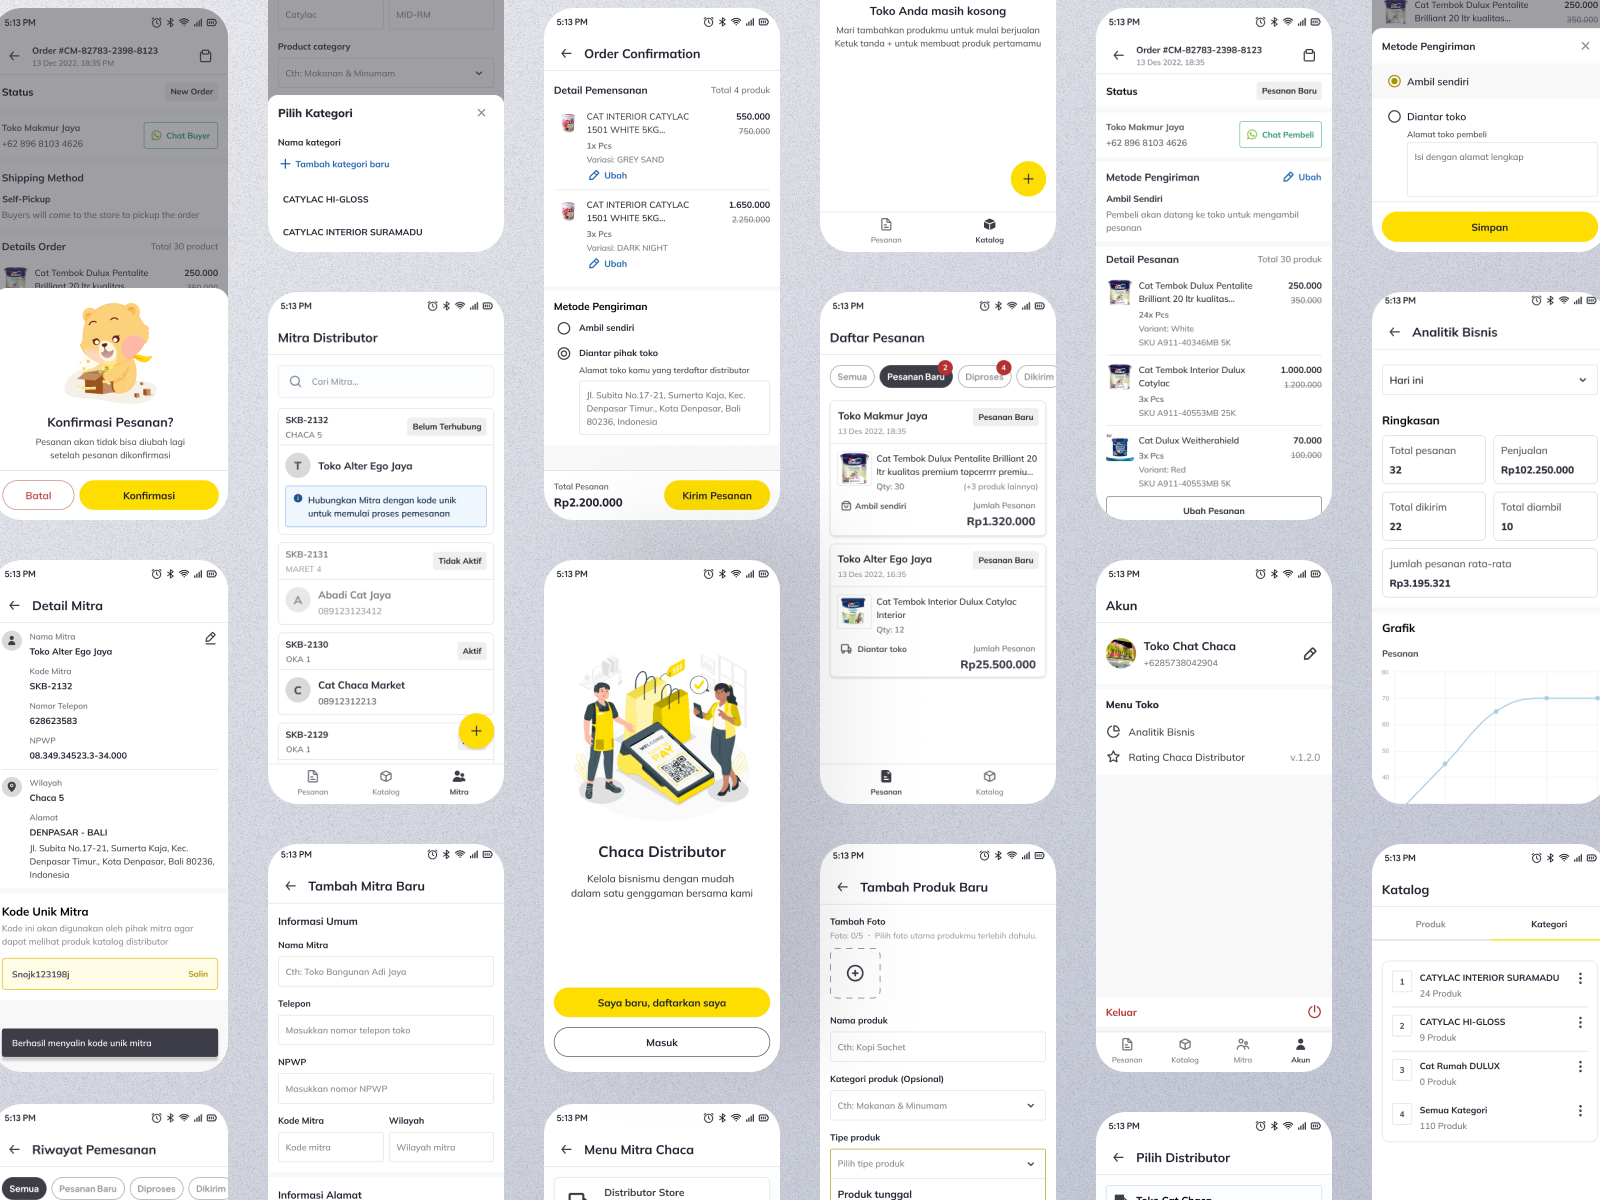 5:13 PM
Order #CM-82783-2398-8123
13 Dec 2022, 18:35 PM
Status
New Order
Toko Makmur Jaya
+62 896 8103 4626
Chat Buyer
Shipping Method
Self-Pickup
Buyers will come to the store to pickup the order
Details Order
Total 30 product
Cat Tembok Dulux Pentalite
250.000
Brilliant 20 ltr kualitas
350.000
Konfirmasi Pesanan?
Pesanan akan tidak bisa diubah lagi
setelah pesanan dikonfirmasi
Batal
Konfirmasi
5:13 PM
Detail Mitra
Nama Mitra
Toko Alter Ego Jaya
Kode Mitra
SKB-2132
Nomor Telepon
628623583
NPWP
08.349.34523.3-34.000
Wilayah
Chaca 5
Alamat
DENPASAR - BALI
Jl. Subita No.17-21, Sumerta Kaja, Kec.
Denpasar Timur., Kota Denpasar, Bali 80236,
Indonesia
Kode Unik Mitra
Kode ini akan digunakan oleh pihak mitra agar
dapat melihat produk katalog distributor
Snojk123198j
Salin
Berhasil menyalin kode unik mitra
5:13 PM
Riwayat Pemesanan
Semua
Pesanan Baru
Diproses
Dikirim
Catylac
MID-RM
Product category
Cth: Makanan & Minumam
Pilih Kategori
Nama kategori
Tambah kategori baru
CATYLAC HI-GLOSS
CATYLAC INTERIOR SURAMADU
5:13 PM
Mitra Distributor
Cari Mitra...
SKB-2132
CHACA 5
Belum Terhubung
T
Toko Alter Ego Jaya
Hubungkan Mitra dengan kode unik
untuk memulai proses pemesanan
SKB-2131
MARET 4
Tidak Aktif
A
Abadi Cat Jaya
089123123412
SKB-2130
OKA 1
Aktif
C
Cat Chaca Market
08912312213
SKB-2129
OKA 1
Pesanan
Katalog
Mitra
5:13 PM
Tambah Mitra Baru
Informasi Umum
Nama Mitra
Cth: Toko Bangunan Adi Jaya
Telepon
Masukkan nomor telepon toko
NPWP
Masukkan nomor NPWP
Kode Mitra
Wilayah
Kode mitra
Wilayah mitra
Informasi Alamat
5:13 PM
Order Confirmation
Detail Pemensanan
Total 4 produk
CAT INTERIOR CATYLAC
550.000
1501 WHITE 5KG...
750.000
1x Pcs
Variasi: GREY SAND
Ubah
CAT INTERIOR CATYLAC
1.650.000
1501 WHITE 5KG...
2.250.000
3x Pcs
Variasi: DARK NIGHT
Ubah
Metode Pengiriman
Ambil sendiri
Diantar pihak toko
Alamat toko kamu yang terdaftar distributor
Jl. Subita No.17-21, Sumerta Kaja, Kec.
Denpasar Timur., Kota Denpasar, Bali
80236, Indonesia
Total Pesanan
Rp2.200.000
Kirim Pesanan
5:13 PM
WELCOME
PAY
Chaca Distributor
Kelola bisnismu dengan mudah
dalam satu genggaman bersama kami
Saya baru, daftarkan saya
Masuk
5:13 PM
Menu Mitra Chaca
Distributor Store
Toko Anda masih kosong
Mari tambahkan produkmu untuk mulai berjualan
Ketuk tanda + untuk membuat produk pertamamu
Pesanan
Katalog
5:13 PM
Daftar Pesanan
Semua
Pesanan Baru
2
Diproses
4
Dikirim
Toko Makmur Jaya
13 Des 2022, 18:35
Pesanan Baru
Cat Tembok Dulux Pentalite Brilliant 20
ltr kualitas premium topcerrrr premiu...
Qty: 30
(+3 produk lainnya)
Ambil sendiri
Jumlah Pesanan
Rp1.320.000
Toko Alter Ego Jaya
13 Des 2022, 16:35
Pesanan Baru
Cat Tembok Interior Dulux Catylac
Interior
Qty: 12
Diantar toko
Jumlah Pesanan
Rp25.500.000
Pesanan
Katalog
5:13 PM
Tambah Produk Baru
Tambah Foto
Foto: 0/5 - Pilih foto utama produkmu terlebih dahulu.
Nama produk
Cth: Kopi Sachet
Kategori produk (Opsional)
Cth: Makanan & Minumam
Tipe produk
Pilih tipe produk
Produk tunggal
5:13 PM
Order #CM-82783-2398-8123
13 Des 2022, 18:35
Status
Pesanan Baru
Toko Makmur Jaya
+62 896 8103 4626
Chat Pembeli
Metode Pengiriman
Ubah
Ambil Sendiri
Pembeli akan datang ke toko untuk mengambil
pesanan
Detail Pesanan
Total 30 produk
Cat Tembok Dulux Pentalite
250.000
Brilliant 20 ltr kualitas...
350.000
24x Pcs
Variant: White
SKU A911-40346MB 5K
Cat Tembok Interior Dulux
1.000.000
Catylac
1.200.000
3x Pcs
SKU A911-40553MB 25K
Cat Dulux Weitherahield
70.000
3x Pcs
100.000
Variant: Red
SKU A911-40553MB 5K
Ubah Pesanan
5:13 PM
Akun
Toko Chat Chaca
+6285738042904
Menu Toko
Analitik Bisnis
Rating Chaca Distributor
v.1.2.0
Keluar
Pesanan
Katalog
Mitra
Akun
5:13 PM
Pilih Distributor
Toko Cat Chaca
Cat Tembok Dulux Pentalite
250.000
Brilliant 20 ltr kualitas...
350.000
Metode Pengiriman
Ambil sendiri
Diantar toko
Alamat toko pembeli
Isi dengan alamat lengkap
Simpan
5:13 PM
Analitik Bisnis
Hari ini
Ringkasan
Total pesanan
32
Penjualan
Rp102.250.000
Total dikirim
22
Total diambil
10
Jumlah pesanan rata-rata
Rp3.195.321
Grafik
Pesanan
80
70
60
50
40
5:13 PM
Katalog
Produk
Kategori
1
CATYLAC INTERIOR SURAMADU
24 Produk
2
CATYLAC HI-GLOSS
9 Produk
3
Cat Rumah DULUX
0 Produk
4
Semua Kategori
110 Produk